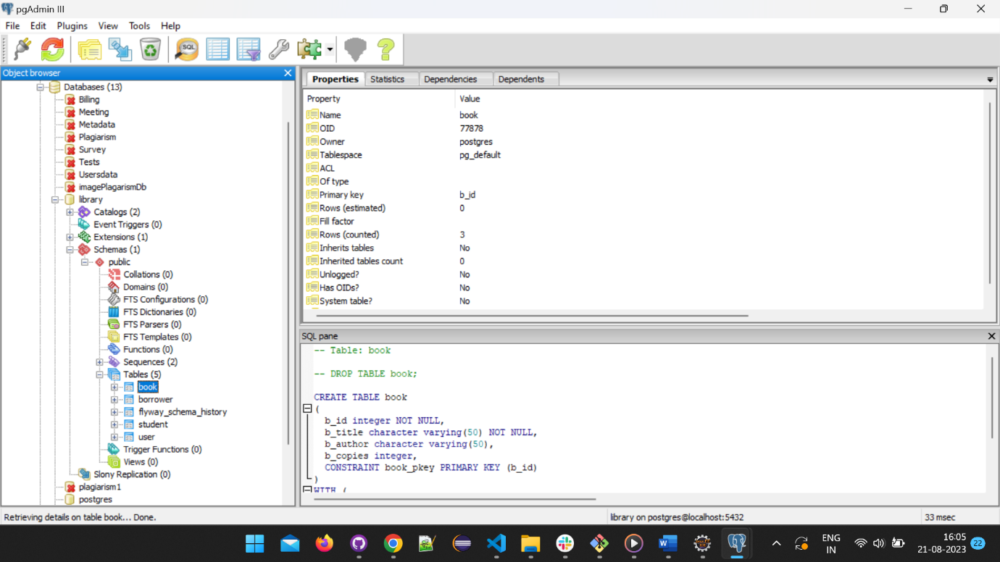 pgAdmin III
File Edit Plugins View Tools Help
SQL
Object browser
Databases (13)
Billing
Meeting
Metadata
Plagiarism
Survey
Tests
Usersdata
imagePlagarismDb
library
Catalogs (2)
Event Triggers (0)
Extensions (1)
Schemas (1)
public
Collations (0)
Domains (0)
FTS Configurations (0)
FTS Dictionaries (0)
FTS Parsers (0)
FTS Templates (0)
Functions (0)
Sequences (2)
Tables (5)
book
borrower
flyway_schema_history
student
user
Trigger Functions (0)
Views (0)
Slony Replication (0)
plagiarism1
postgres
Properties Statistics Dependencies Dependents
Property Value
Name book
OID 77878
Owner postgres
Tablespace pg_default
ACL
Of type
Primary key b_id
Rows (estimated) 0
Fill factor
Rows (counted) 3
Inherits tables No
Inherited tables count 0
Unlogged? No
Has OIDs? No
System table? No
SQL pane
-- Table: book
-- DROP TABLE book;
CREATE TABLE book
(
b_id integer NOT NULL,
b_title character varying(50) NOT NULL,
b_author character varying(50),
b_copies integer,
CONSTRAINT book_pkey PRIMARY KEY (b_id)
)
WITH (
Retrieving details on table book... Done. library on postgres@localhost:5432 33 msec
ENG
IN
16:05
21-08-2023
22